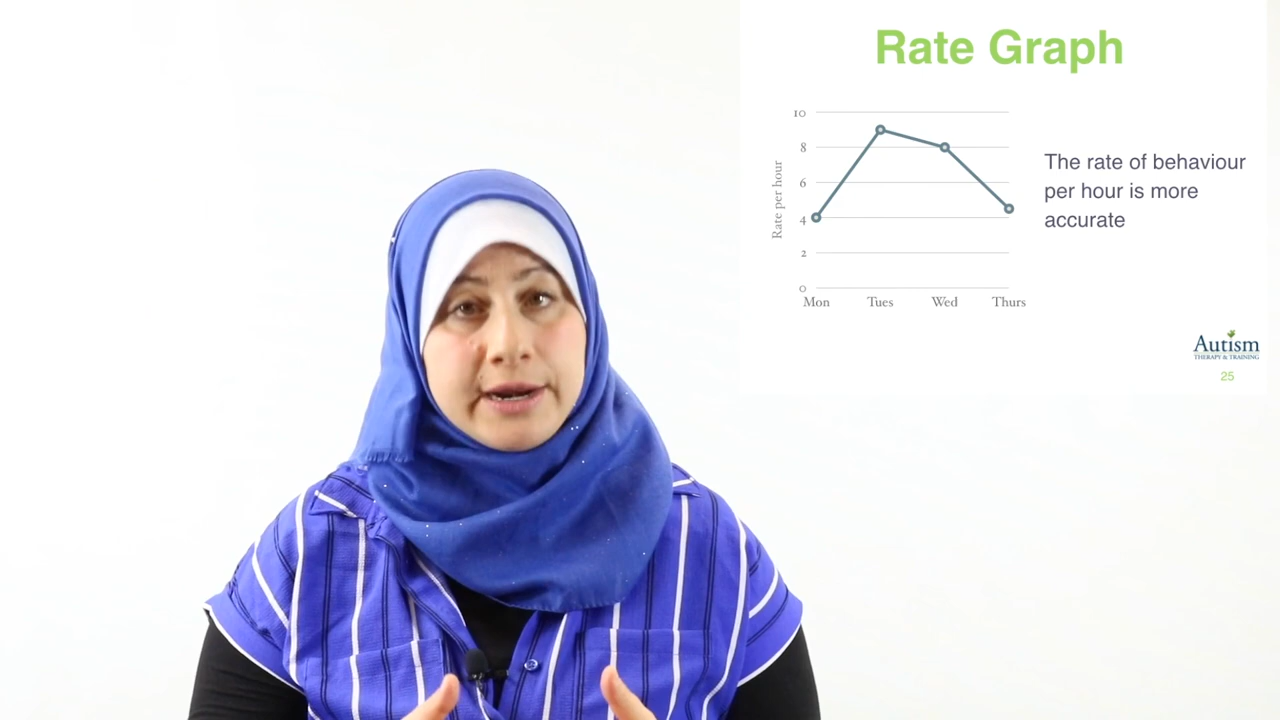 Rate Graph
10
8
6
4
2
0
Rate per hour
Mon Tues Wed Thurs
The rate of behaviour
per hour is more
accurate
Autism
THERAPY & TRAINING
25